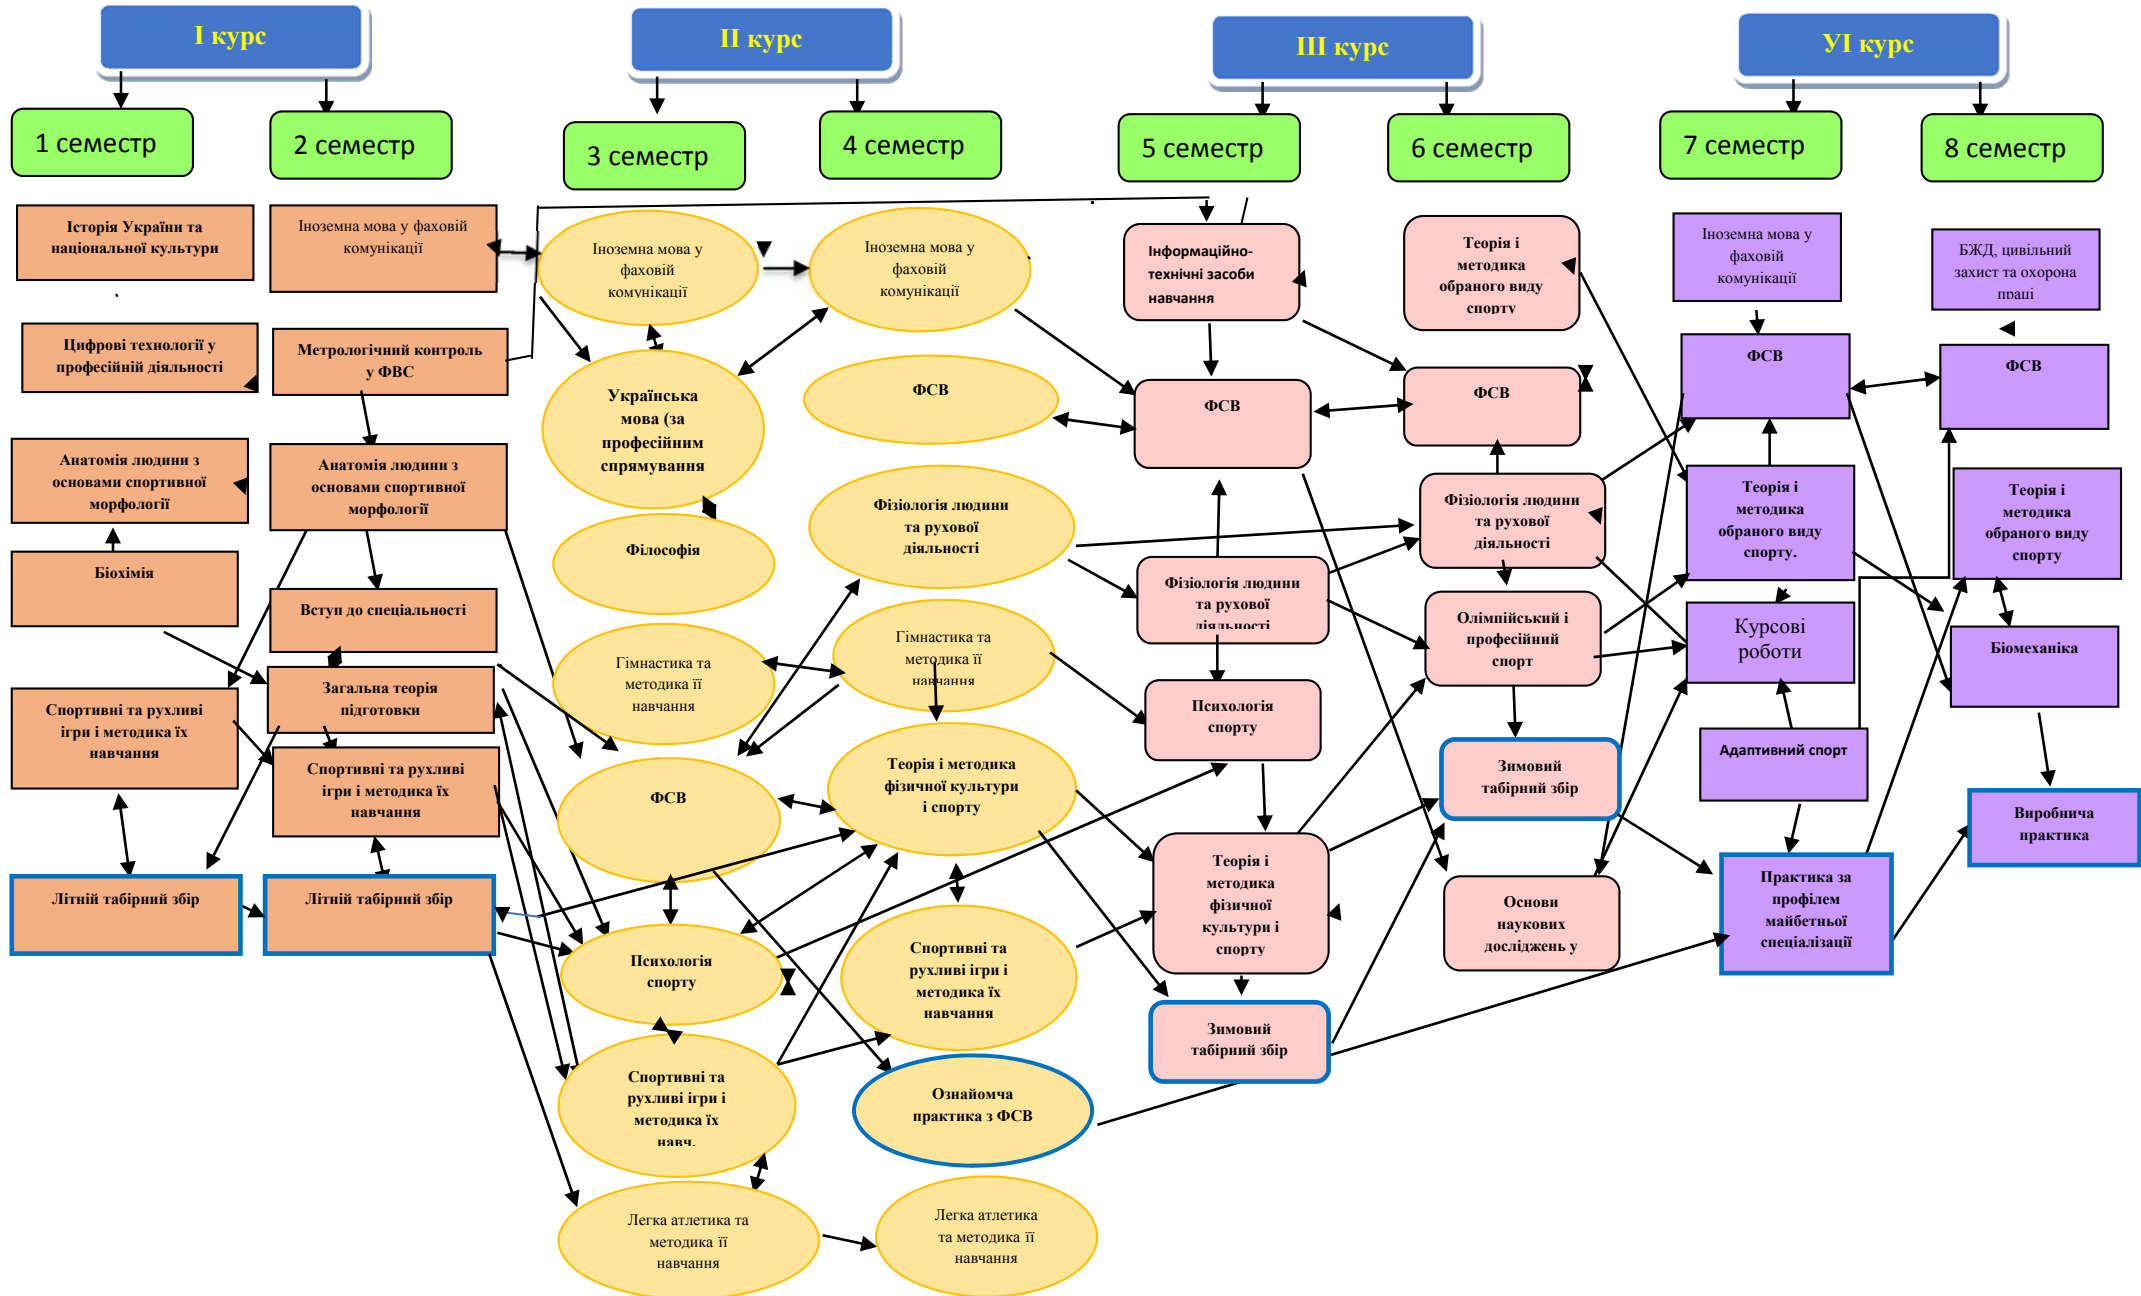 І курс
ІІ курс
ІІІ курс
УІ курс
1 семестр
2 семестр
3 семестр
4 семестр
5 семестр
6 семестр
7 семестр
8 семестр
Історія України та
національної культури
Цифрові технології у
професійній діяльності
Анатомія людини з
основами спортивної
морфології
Біохімія
Спортивні та рухливі
ігри і методика їх
навчання
Літній табірний збір
Іноземна мова у фаховій
комунікації
Метрологічний контроль
у ФВС
Анатомія людини з
основами спортивної
морфології
Вступ до спеціальності
Загальна теорія
підготовки
Спортивні та рухливі
ігри і методика їх
навчання
Літній табірний збір
Іноземна мова у
фаховій
комунікації
Українська
мова (за
професійним
спрямування
Філософія
Гімнастика та
методика її
навчання
ФСВ
Психологія
спорту
Спортивні та
рухливі ігри і
методика їх
навч.
Легка атлетика та
методика її
навчання
Іноземна мова у
фаховій
комунікації
ФСВ
Фізіологія людини
та рухової
діяльності
Гімнастика та
методика її
навчання
Теорія і методика
фізичної культури
і спорту
Спортивні та
рухливі ігри і
методика їх
навчання
Ознайомча
практика з ФСВ
Легка атлетика
та методика її
навчання
Інформаційно-
технічні засоби
навчання
ФСВ
Фізіологія людини
та рухової
діяльності
Психологія
спорту
Теорія і
методика
фізичної
культури і
спорту
Зимовий
табірний збір
Теорія і
методика
обраного виду
спорту
ФСВ
Фізіологія людини
та рухової
діяльності
Олімпійський і
професійний
спорт
Зимовий
табірний збір
Основи
наукових
досліджень у
Іноземна мова у
фаховій
комунікації
ФСВ
Теорія і
методика
обраного виду
спорту.
Курсові
роботи
Адаптивний спорт
Практика за
профілем
майбетньої
спеціалізації
БЖД, цивільний
захист та охорона
праці
ФСВ
Теорія і
методика
обраного виду
спорту
Біомеханіка
Виробнича
практика